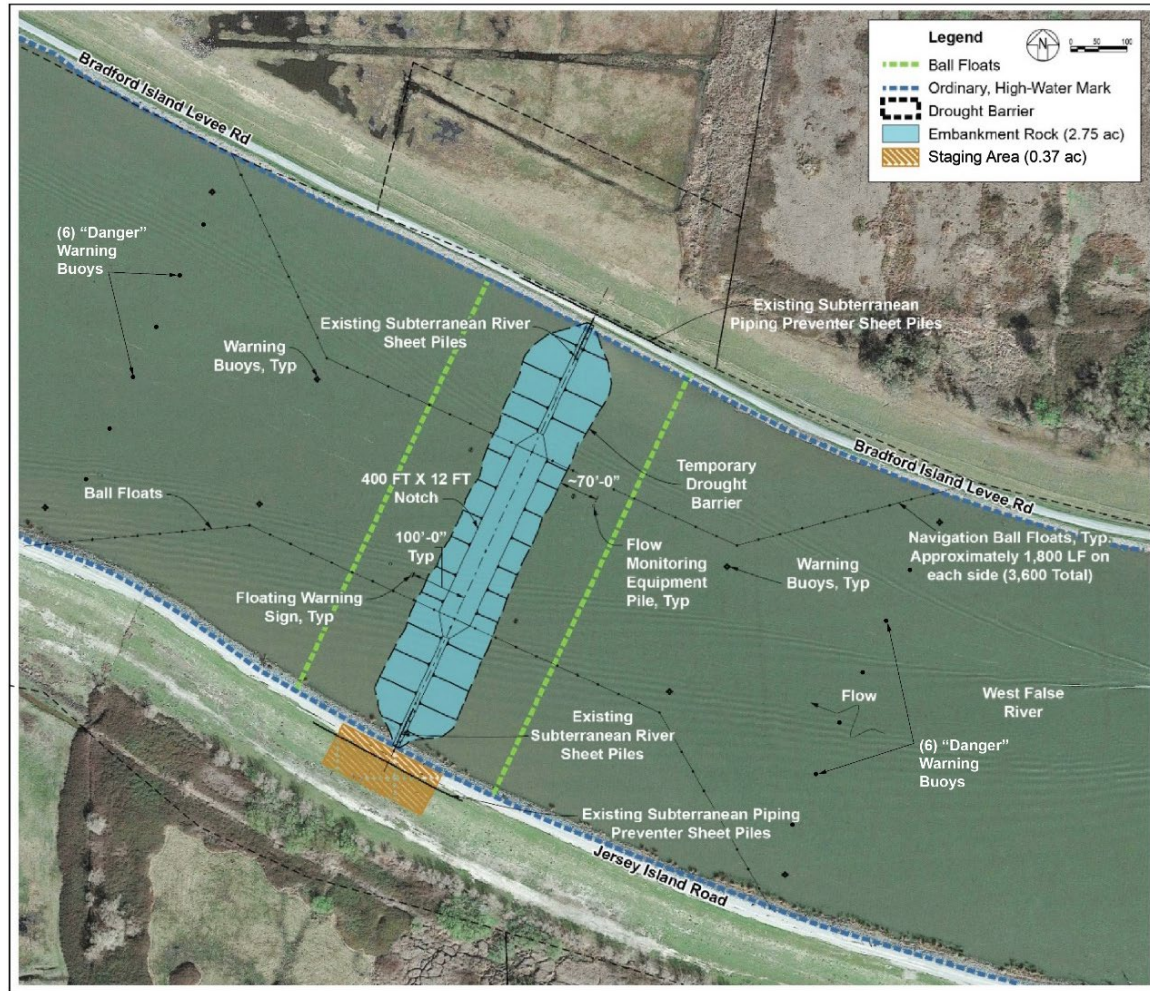 Legend
N
0 50 100
Ball Floats
Ordinary, High-Water Mark
Drought Barrier
Embankment Rock (2.75 ac)
Staging Area (0.37 ac)
Bradford Island Levee Rd
(6) “Danger”
Warning
Buoys
Existing Subterranean River
Sheet Piles
Existing Subterranean
Piping Preventer Sheet Piles
Warning
Buoys, Typ
Bradford Island Levee Rd
400 FT X 12 FT
Notch
~70'-0"
Temporary
Drought
Barrier
Ball Floats
100'-0"
Typ
Flow
Monitoring
Equipment
Pile, Typ
Navigation Ball Floats, Typ.
Approximately 1,800 LF on
each side (3,600 Total)
Warning
Buoys, Typ
Floating Warning
Sign, Typ
Flow
West False
River
Existing
Subterranean River
Sheet Piles
(6) “Danger”
Warning
Buoys
Existing Subterranean Piping
Preventer Sheet Piles
Jersey Island Road